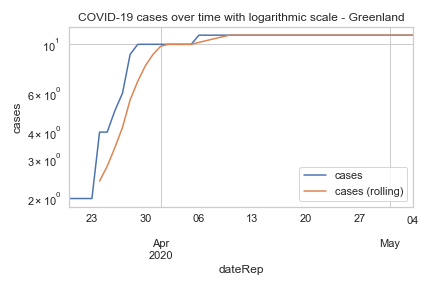 COVID-19 cases over time with logarithmic scale - Greenland
cases
10¹
6 × 10⁰
4 × 10⁰
3 × 10⁰
2 × 10⁰
cases
cases (rolling)
23 30 06 13 20 27 04
Apr May
2020
dateRep